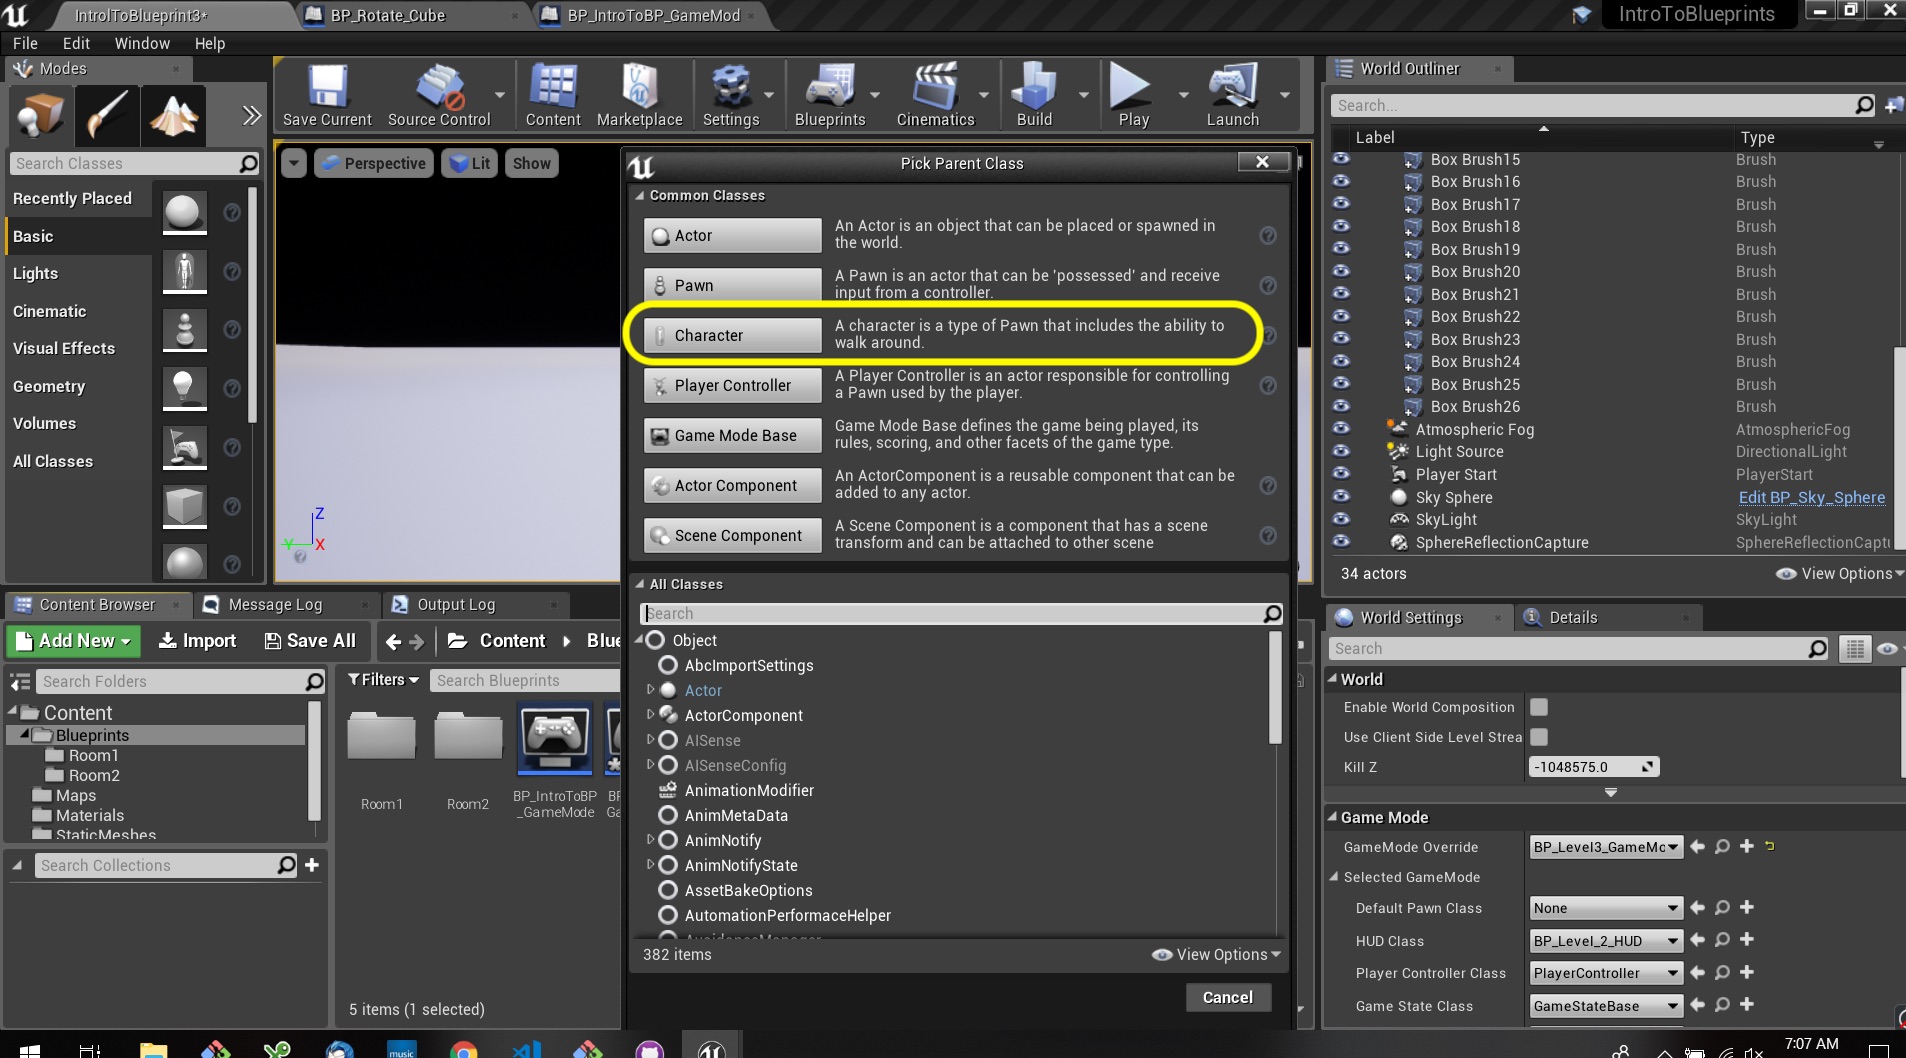 IntrolToBlueprint3*
BP_Rotate_Cube
BP_IntroToBP_GameMod
IntroToBlueprints
File Edit Window Help
Modes
Search Classes
Recently Placed
Basic
Lights
Cinematic
Visual Effects
Geometry
Volumes
All Classes
Save Current
Source Control
Content
Marketplace
Settings
Blueprints
Cinematics
Build
Play
Launch
Perspective
Lit
Show
Z
Y
X
Pick Parent Class
Common Classes
Actor
An Actor is an object that can be placed or spawned in
the world.
Pawn
A Pawn is an actor that can be 'possessed' and receive
input from a controller.
Character
A character is a type of Pawn that includes the ability to
walk around.
Player Controller
A Player Controller is an actor responsible for controlling
a Pawn used by the player.
Game Mode Base
Game Mode Base defines the game being played, its
rules, scoring, and other facets of the game type.
Actor Component
An ActorComponent is a reusable component that can be
added to any actor.
Scene Component
A Scene Component is a component that has a scene
transform and can be attached to other scene
All Classes
Search
Object
AbcImportSettings
Actor
ActorComponent
AISense
AISenseConfig
AnimationModifier
AnimMetaData
AnimNotify
AnimNotifyState
AssetBakeOptions
AutomationPerformaceHelper
382 items
View Options
Cancel
World Outliner
Search...
Label Type
Box Brush15 Brush
Box Brush16 Brush
Box Brush17 Brush
Box Brush18 Brush
Box Brush19 Brush
Box Brush20 Brush
Box Brush21 Brush
Box Brush22 Brush
Box Brush23 Brush
Box Brush24 Brush
Box Brush25 Brush
Box Brush26 Brush
Atmospheric Fog AtmosphericFog
Light Source DirectionalLight
Player Start PlayerStart
Sky Sphere Edit BP_Sky_Sphere
SkyLight SkyLight
SphereReflectionCapture SphereReflectionCaptu
34 actors
View Options
World Settings
Details
Search
World
Enable World Composition
Use Client Side Level Strea
Kill Z -1048575.0
Game Mode
GameMode Override BP_Level3_GameMo
Selected GameMode
Default Pawn Class None
HUD Class BP_Level_2_HUD
Player Controller Class PlayerController
Game State Class GameStateBase
Content Browser
Message Log
Output Log
Add New
Import
Save All
Content
Blue
Search Folders
Content
Blueprints
Room1
Room2
Maps
Materials
StaticMeshes
Search Collections
Filters
Search Blueprints
Room1
Room2
BP_IntroToBP
_GameMode
5 items (1 selected)
music
7:07 AM